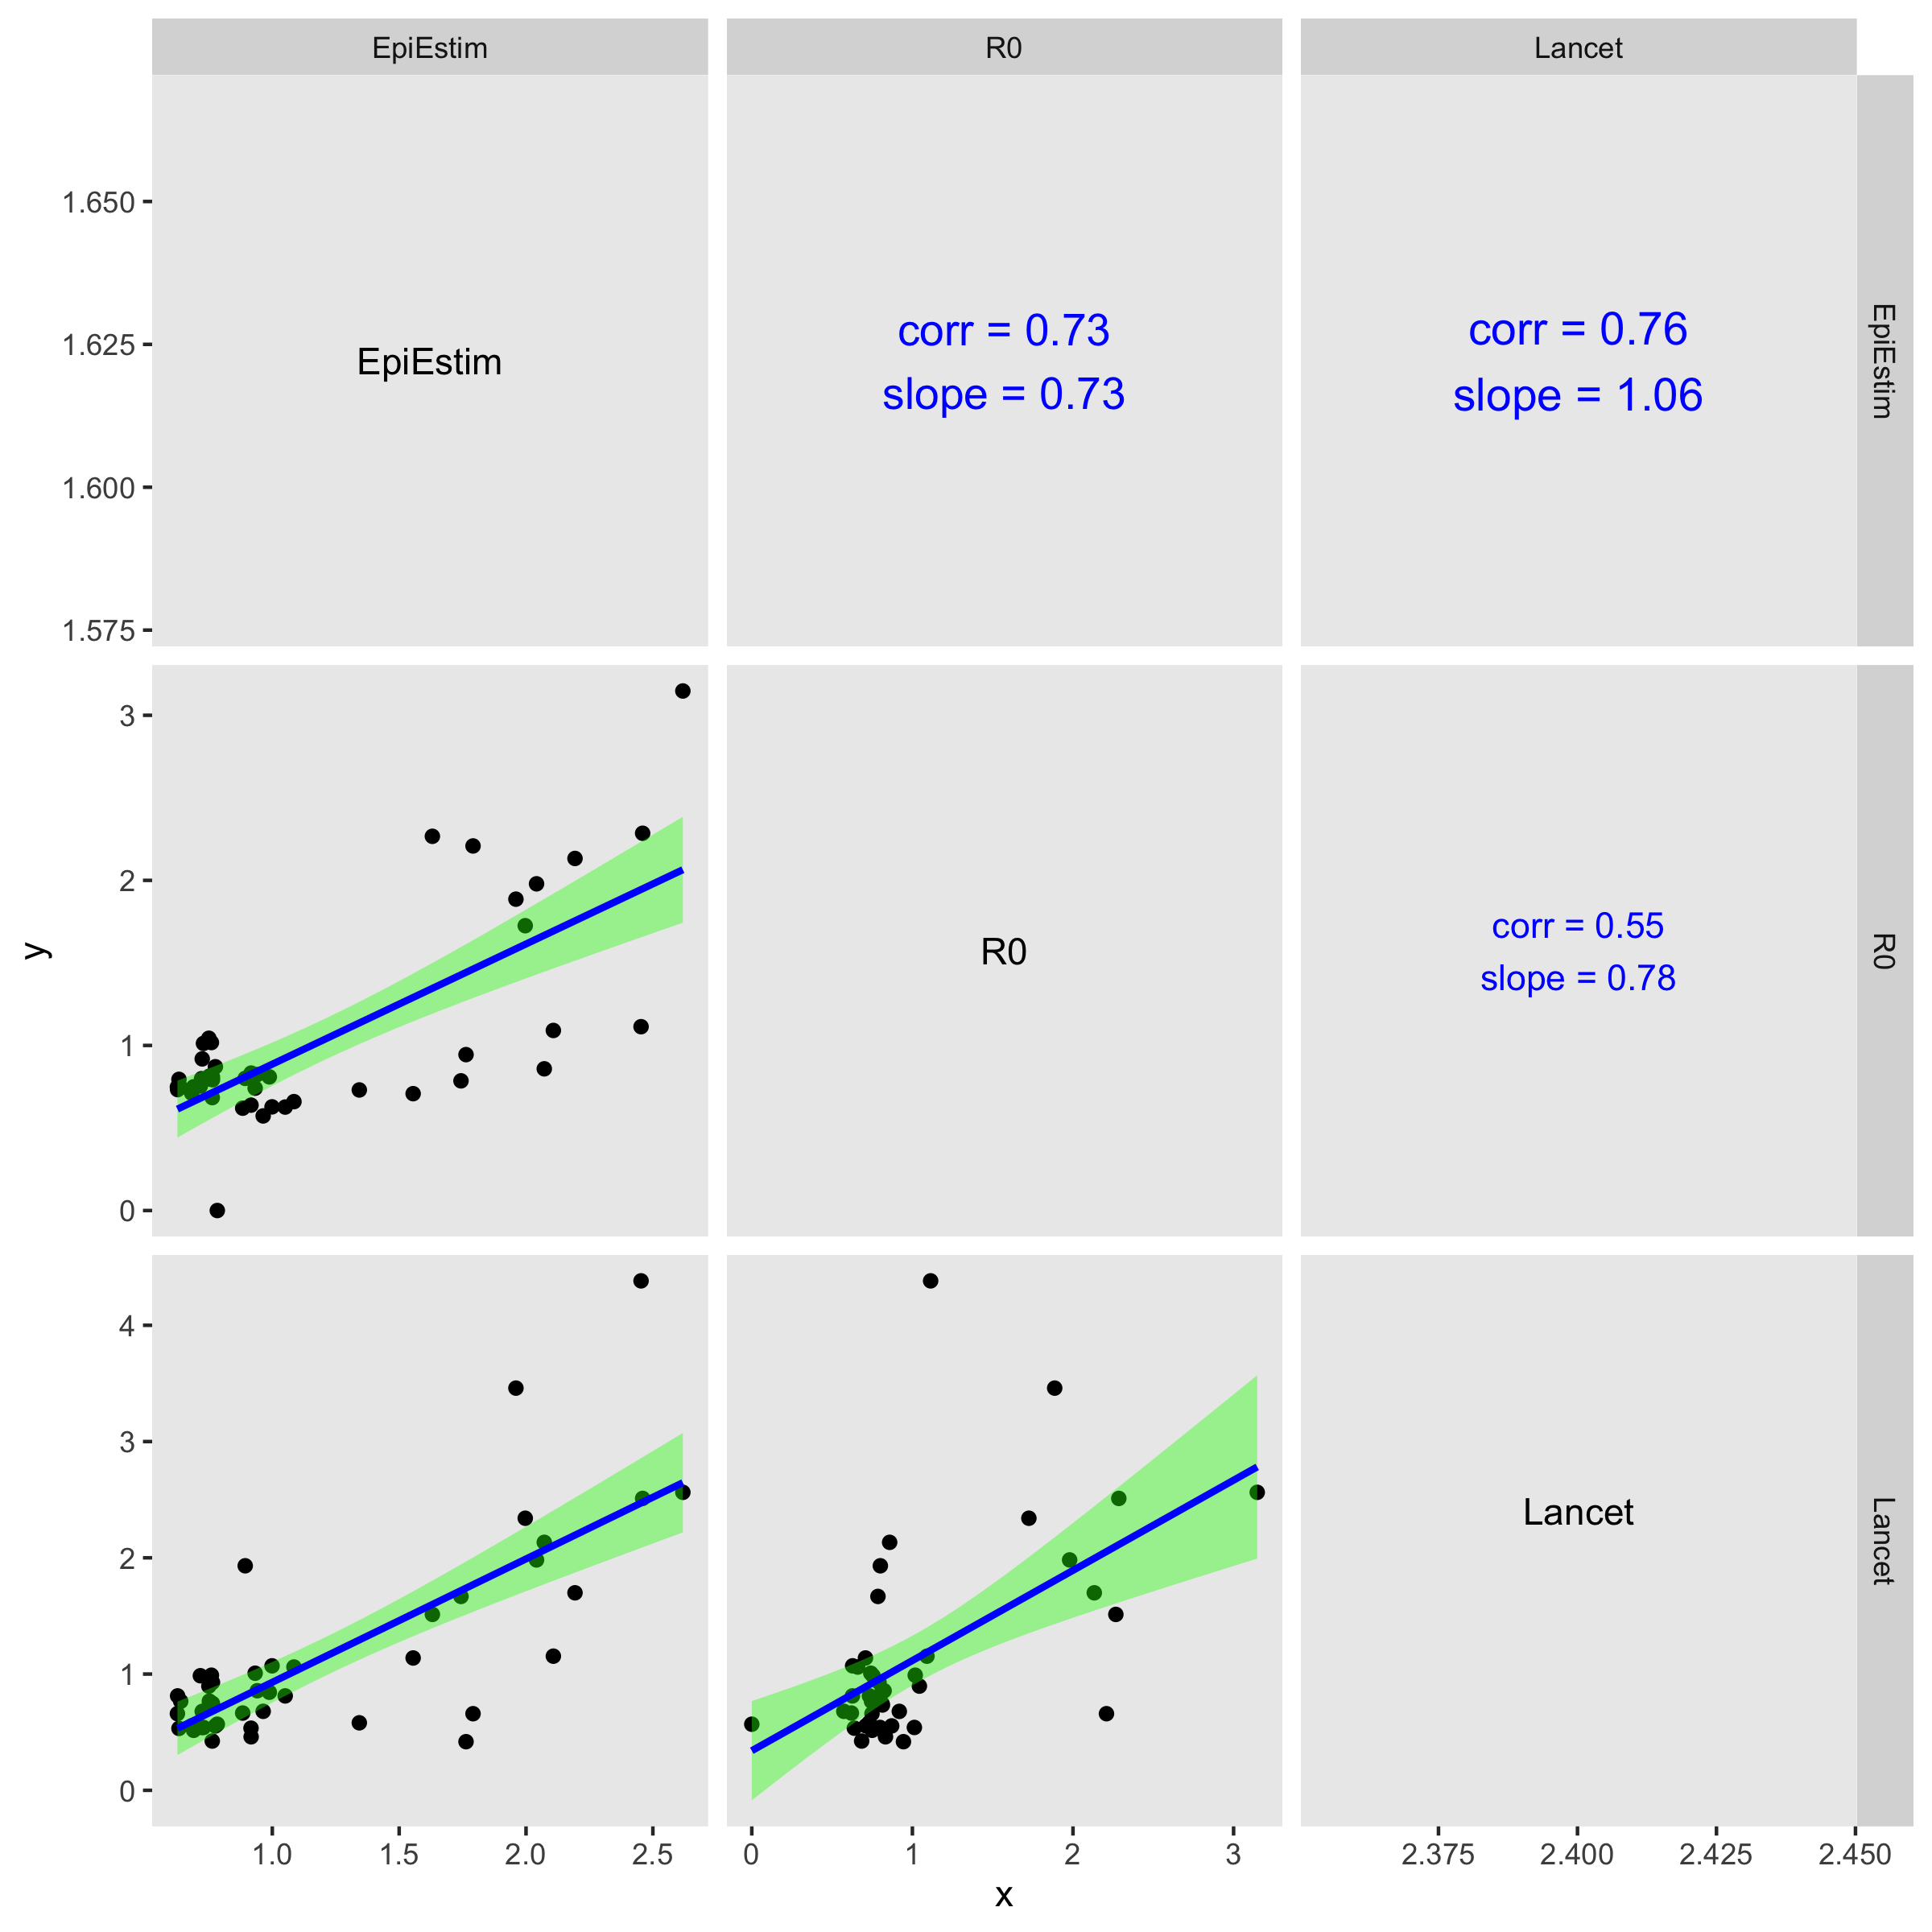 EpiEstim R0 Lancet
1.650
1.625
1.600
1.575
EpiEstim
corr = 0.73
slope = 0.73
corr = 0.76
slope = 1.06
EpiEstim
3
2
1
0
R0
corr = 0.55
slope = 0.78
R0
y
4
3
2
1
0
Lancet
Lancet
1.0 1.5 2.0 2.5
0 1 2 3
2.375 2.400 2.425 2.450
x